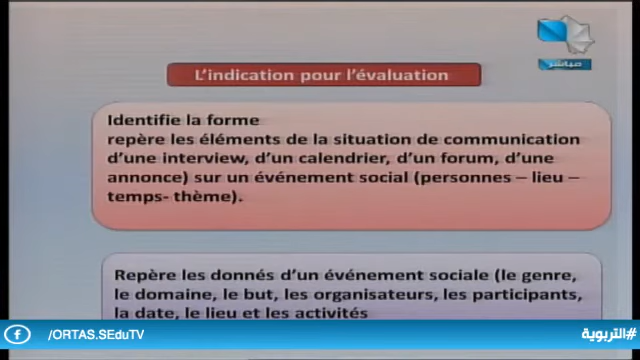 مباشر
L'indication pour l'évaluation
Identifie la forme
repère les éléments de la situation de communication
d'une interview, d'un calendrier, d'un forum, d'une
annonce) sur un événement social (personnes – lieu –
temps- thème).
Repère les donnés d'un événement sociale (le genre,
le domaine, le but, les organisateurs, les participants,
la date, le lieu et les activités
f /ORTAS.SEduTV
#التربوية